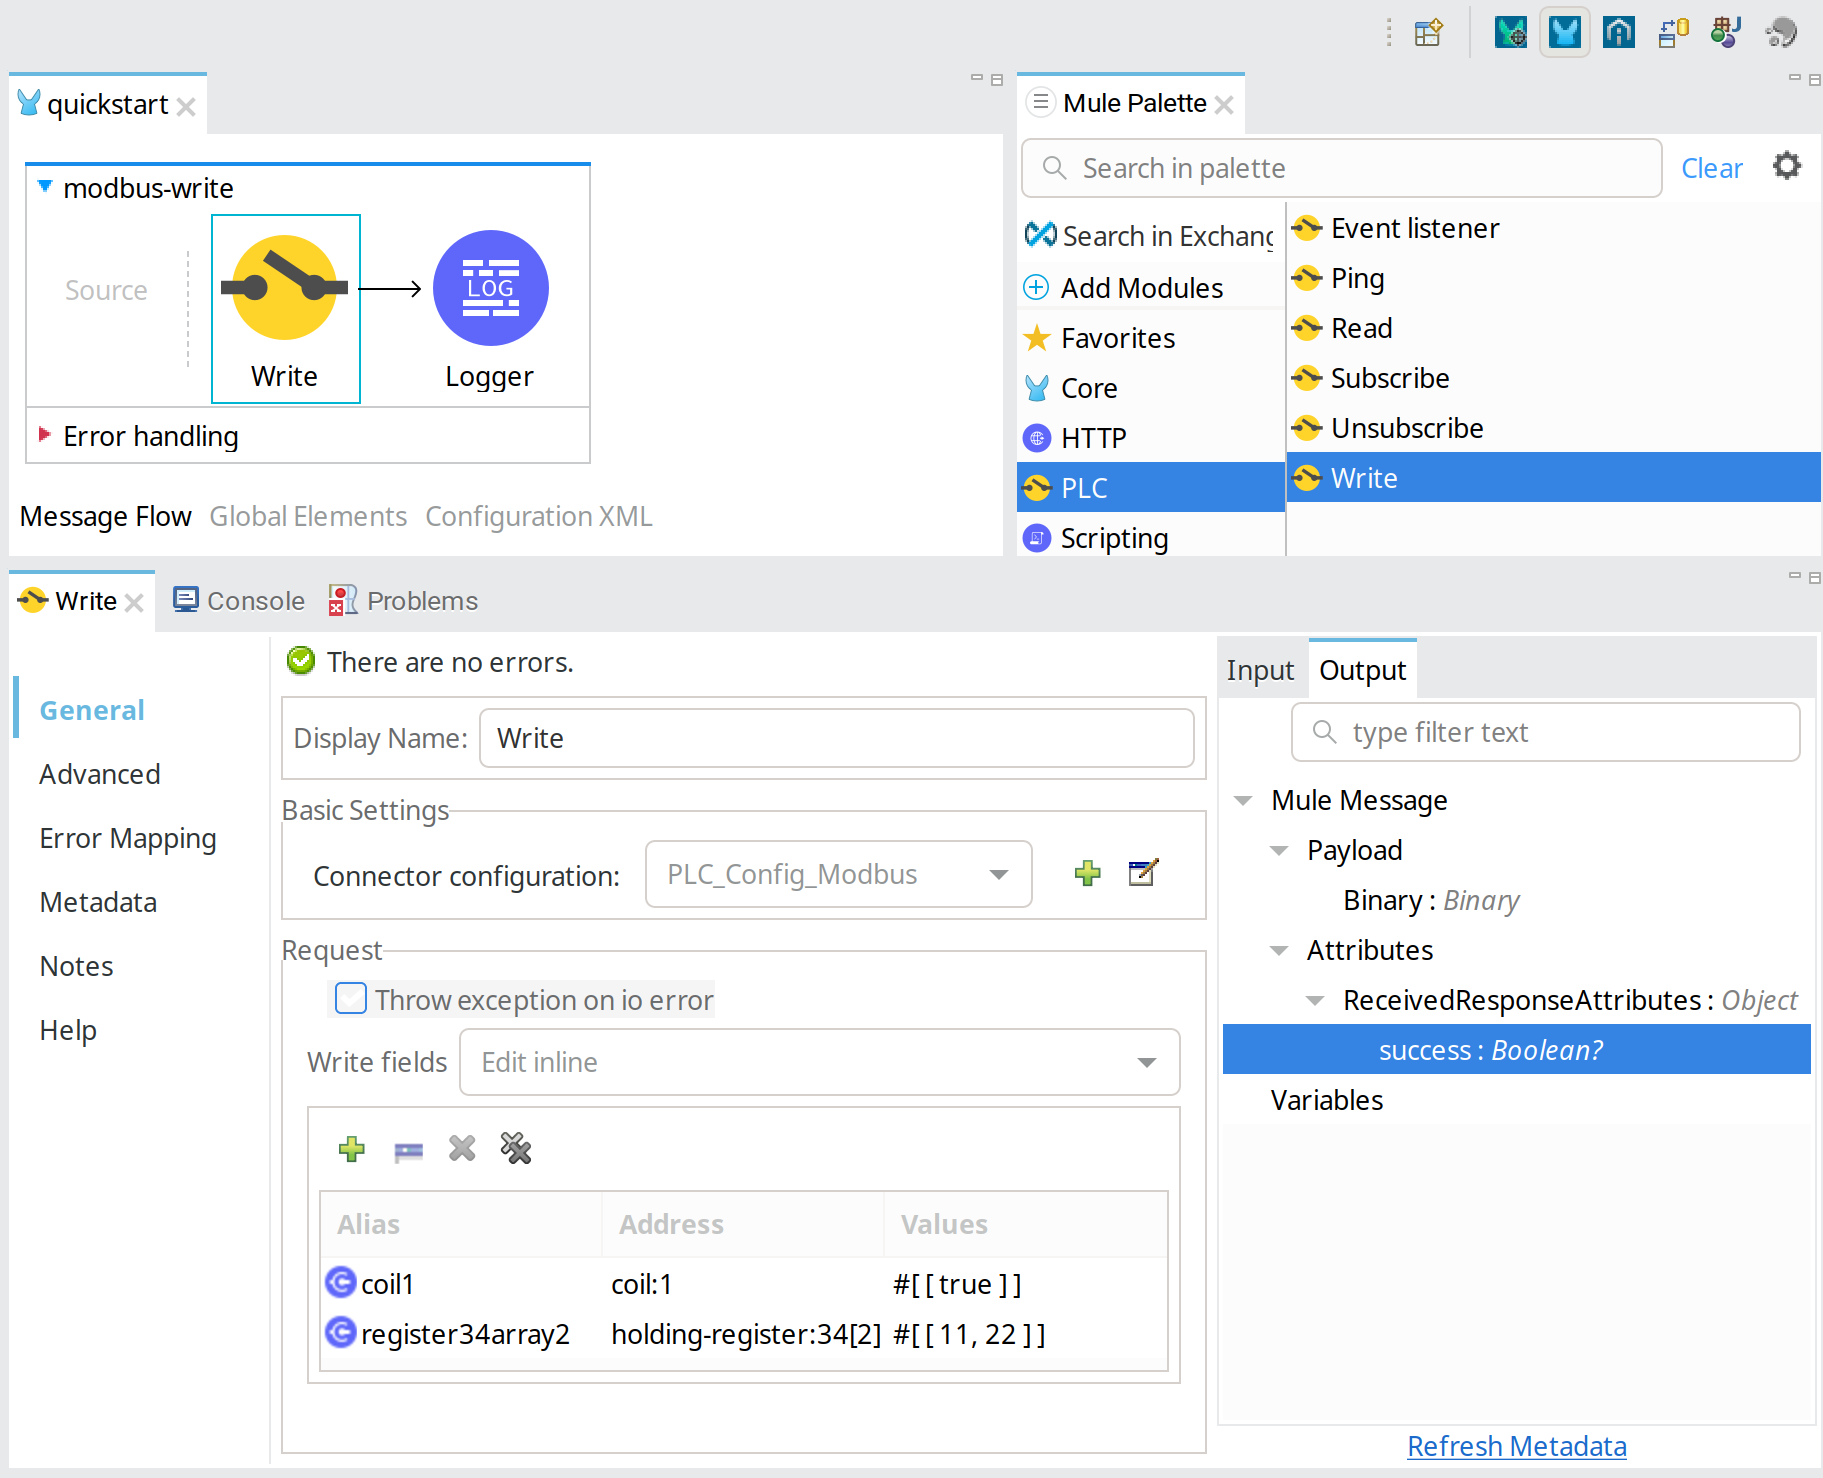 quickstart
modbus-write
Source
LOG
Write
Logger
Error handling
Message Flow
Global Elements
Configuration XML
Mule Palette
Search in palette
Clear
Search in Exchang
Add Modules
Favorites
Core
HTTP
PLC
Scripting
Event listener
Ping
Read
Subscribe
Unsubscribe
Write
Write
Console
Problems
General
Advanced
Error Mapping
Metadata
Notes
Help
There are no errors.
Display Name: Write
Basic Settings
Connector configuration: PLC_Config_Modbus
Request
Throw exception on io error
Write fields Edit inline
Alias Address Values
coil1 coil:1 #[ [ true ] ]
register34array2 holding-register:34[2] #[ [ 11, 22 ] ]
Input
Output
type filter text
Mule Message
Payload
Binary : Binary
Attributes
ReceivedResponseAttributes : Object
success : Boolean?
Variables
Refresh Metadata